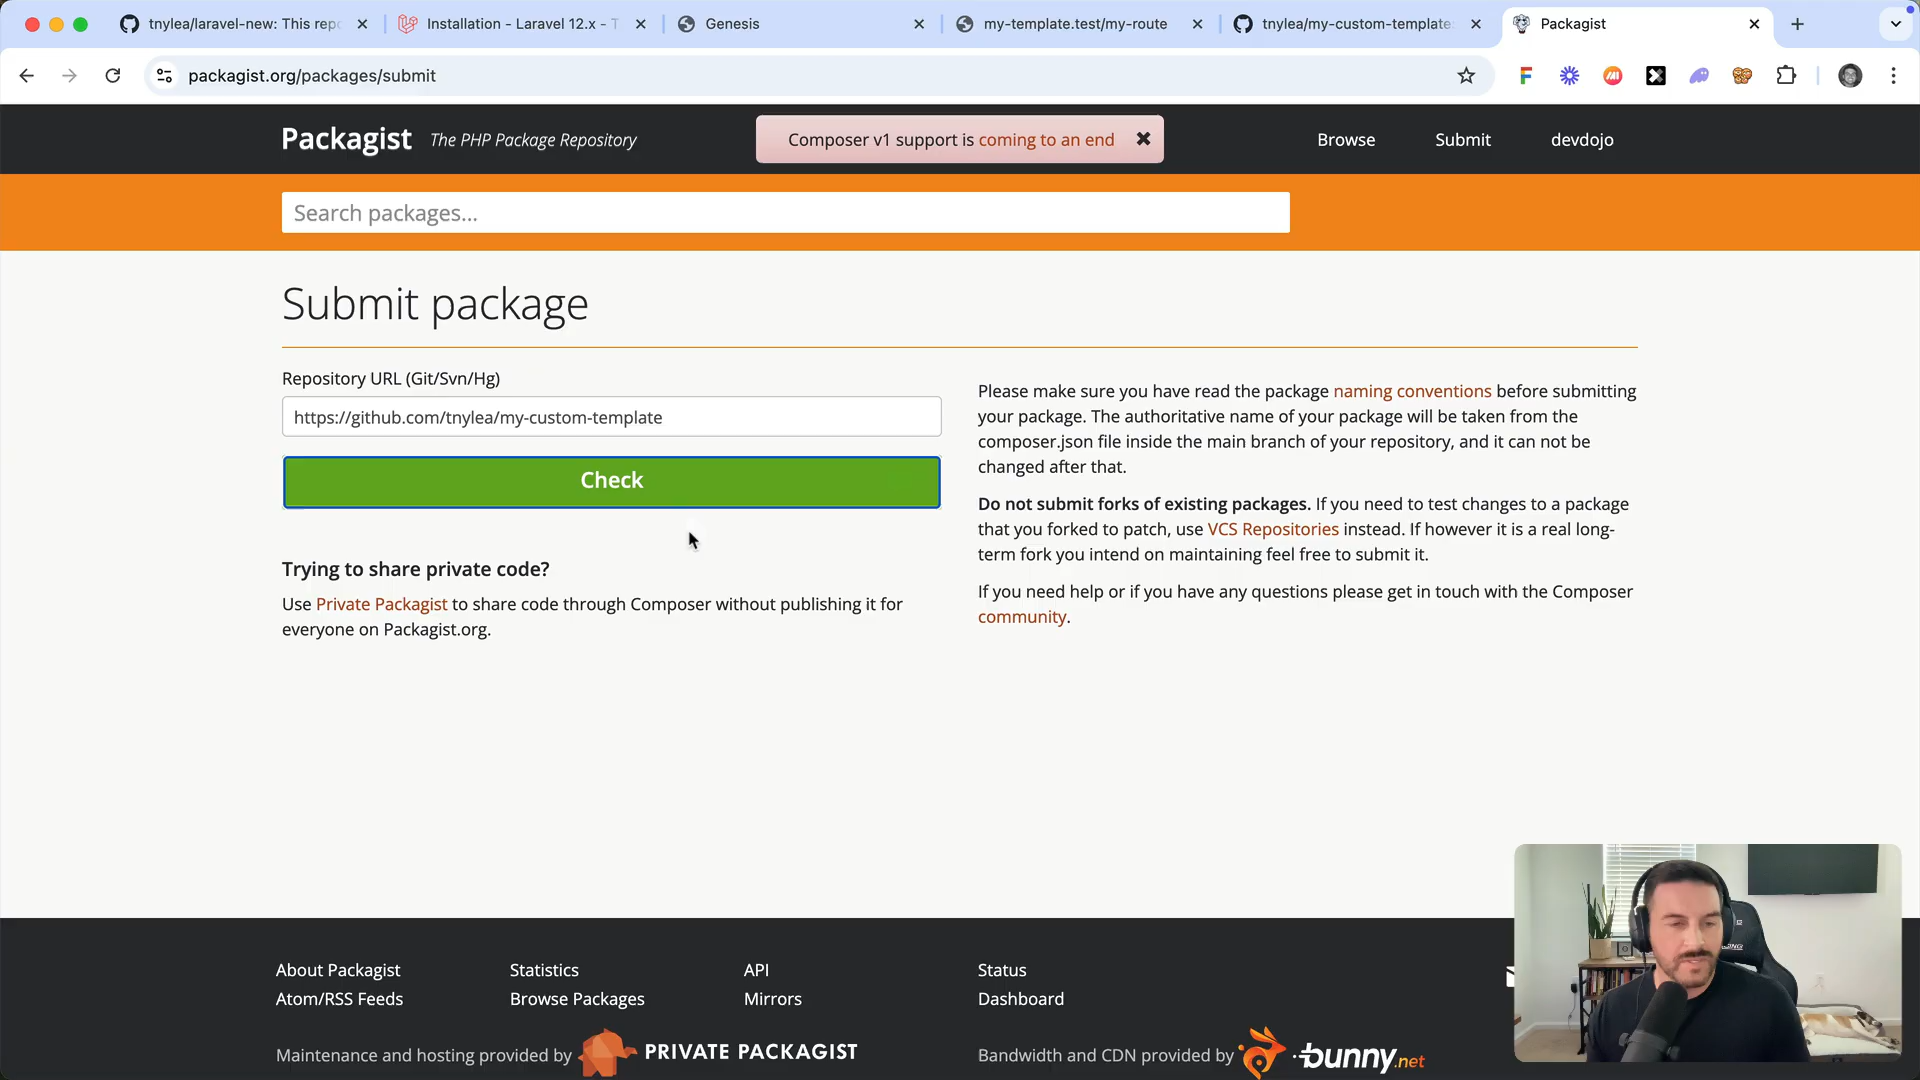 tnylea/laravel-new: This repo
Installation - Laravel 12.x - T
Genesis
my-template.test/my-route
tnylea/my-custom-template:
Packagist
packagist.org/packages/submit
Packagist
The PHP Package Repository
Composer v1 support is coming to an end
Browse
Submit
devdojo
Search packages...
Submit package
Repository URL (Git/Svn/Hg)
https://github.com/tnylea/my-custom-template
Check
Trying to share private code?
Use Private Packagist to share code through Composer without publishing it for
everyone on Packagist.org.
Please make sure you have read the package naming conventions before submitting
your package. The authoritative name of your package will be taken from the
composer.json file inside the main branch of your repository, and it can not be
changed after that.
Do not submit forks of existing packages. If you need to test changes to a package
that you forked to patch, use VCS Repositories instead. If however it is a real long-
term fork you intend on maintaining feel free to submit it.
If you need help or if you have any questions please get in touch with the Composer
community.
About Packagist
Atom/RSS Feeds
Statistics
Browse Packages
API
Mirrors
Status
Dashboard
Maintenance and hosting provided by
PRIVATE PACKAGIST
Bandwidth and CDN provided by
bunny.net